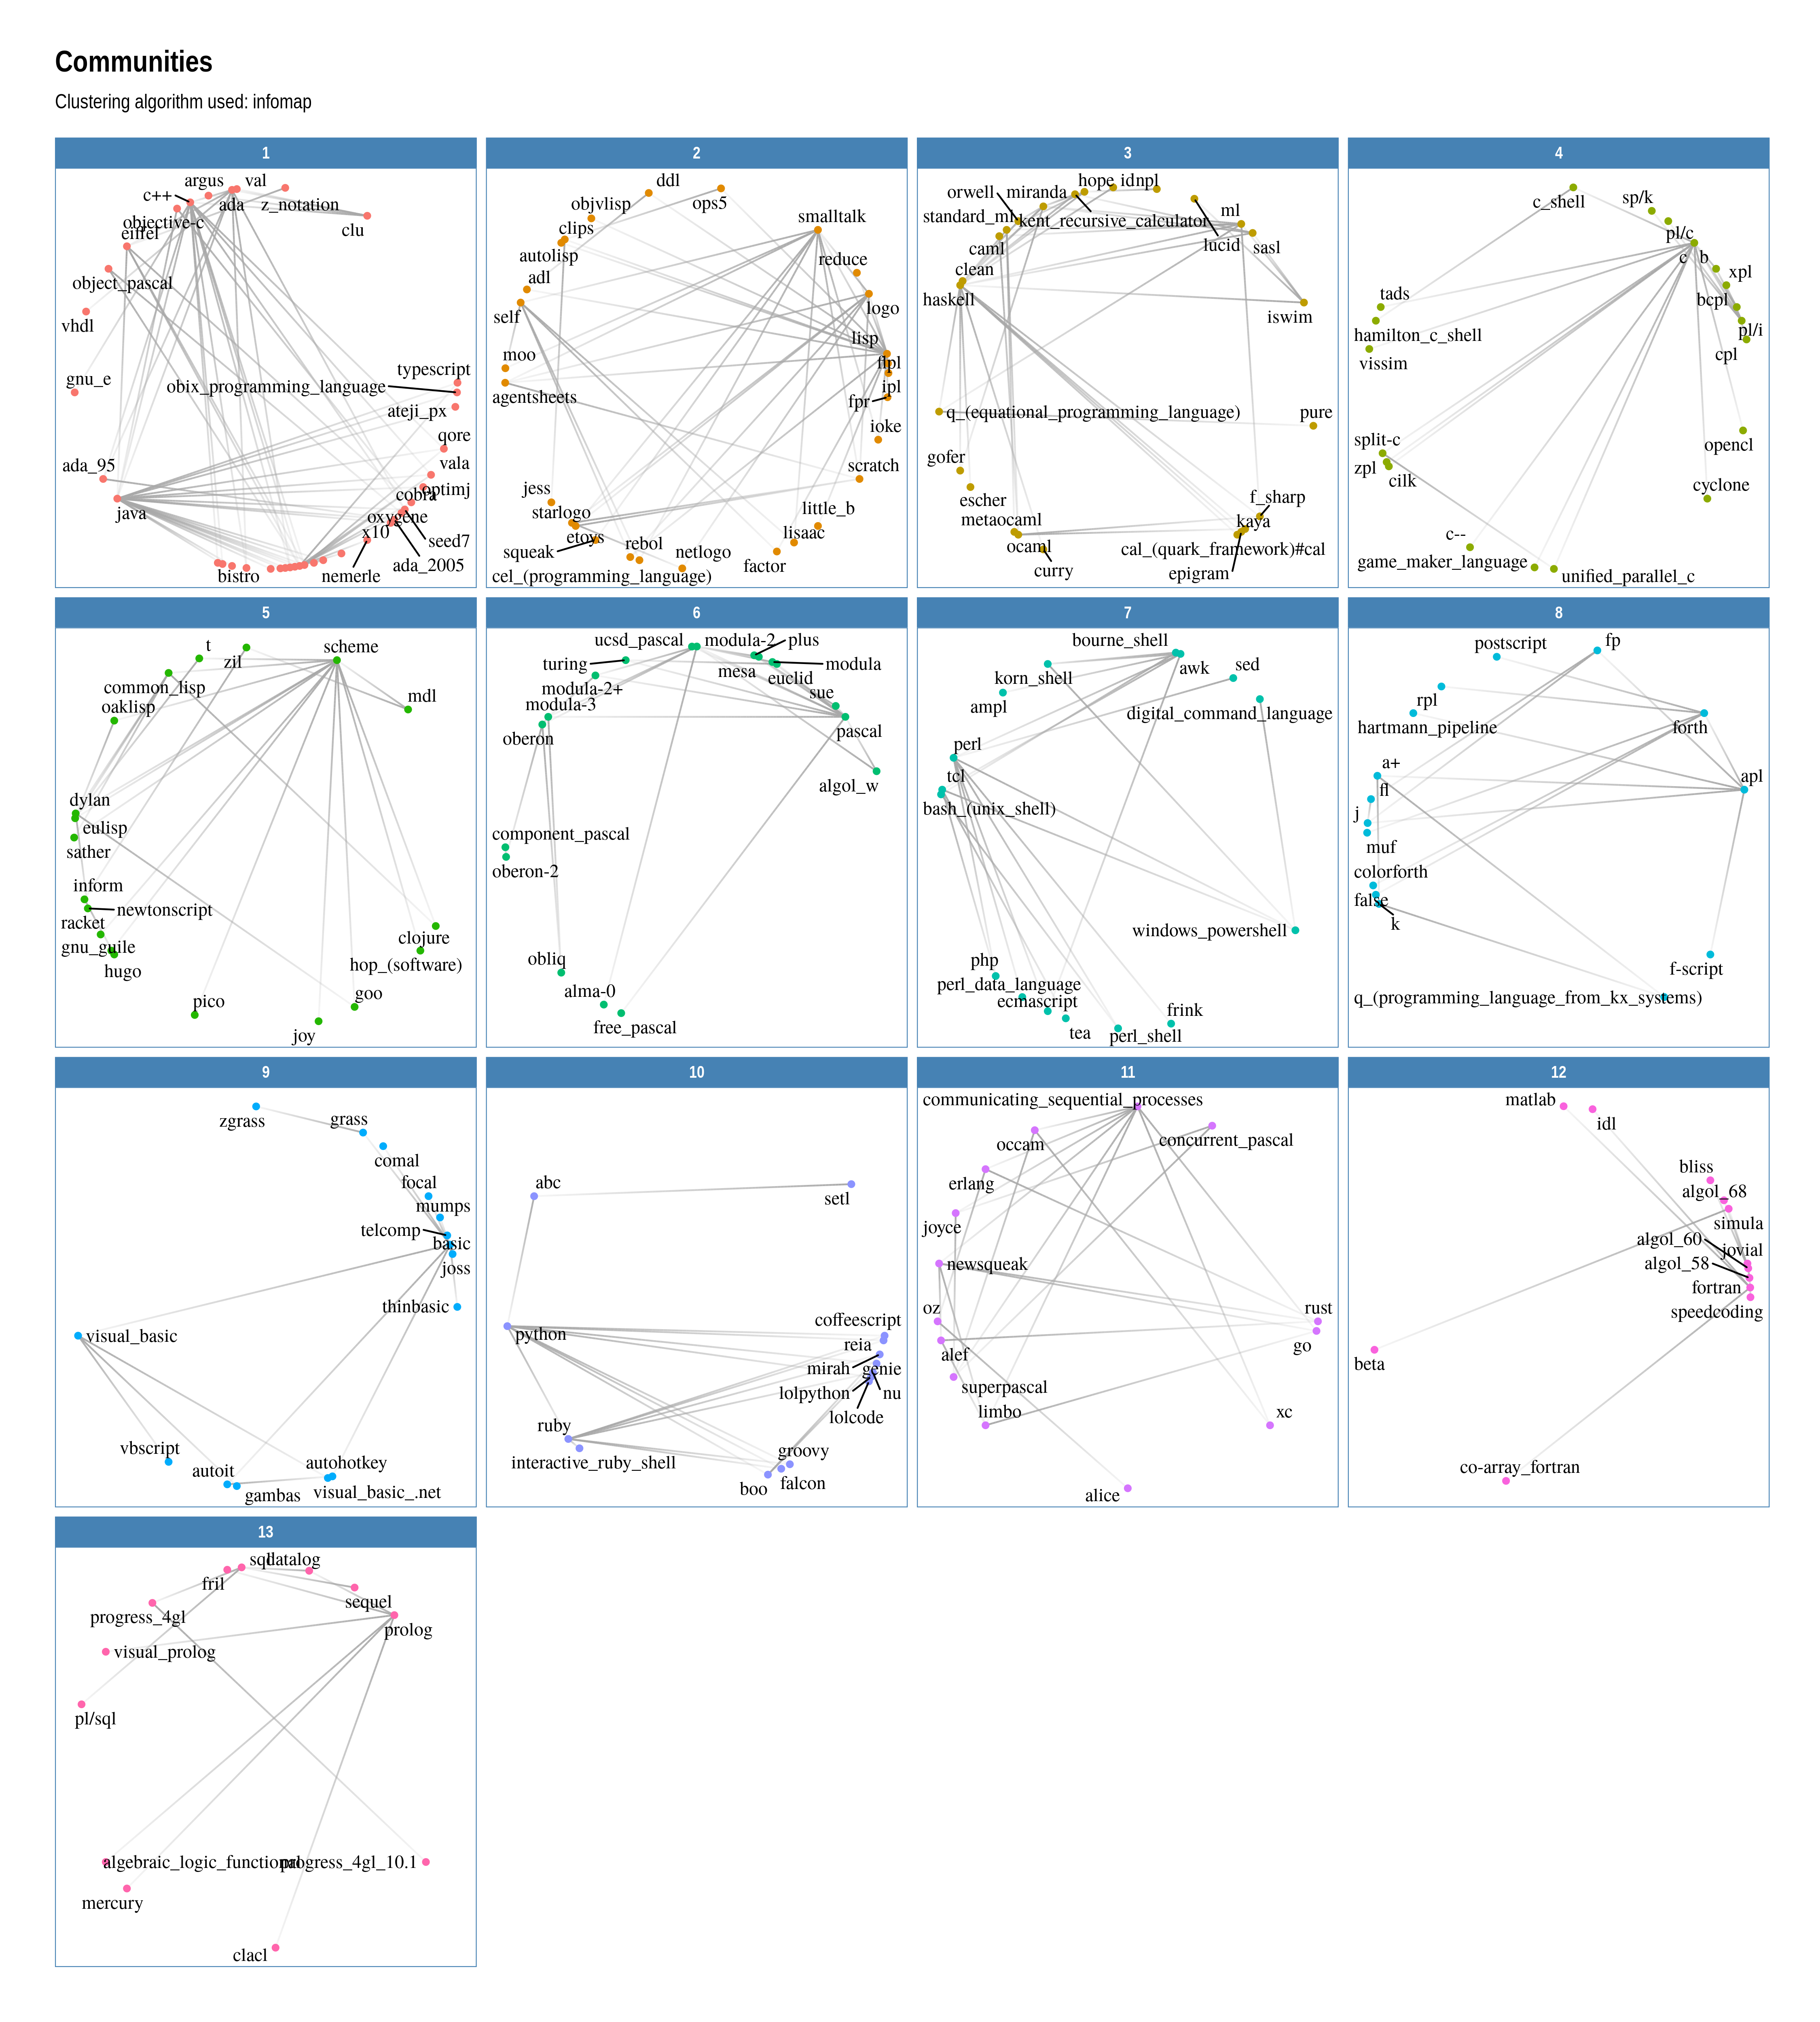 Communities
Clustering algorithm used: infomap
1
argus
val
c++
ada
z_notation
objective-c
eiffel
clu
object_pascal
vhdl
typescript
gnu_e
obix_programming_language
ateji_px
qore
ada_95
vala
optimj
cobra
java
oxygene
x10
seed7
ada_2005
bistro
nemerle
2
ddl
ops5
objvlisp
smalltalk
clips
autolisp
reduce
adl
logo
self
lisp
moo
flpl
ipl
agentsheets
fpr
ioke
scratch
jess
little_b
starlogo
lisaac
etoys
squeak
rebol
netlogo
factor
cel_(programming_language)
3
hope
idnpl
orwell
miranda
standard_ml
kent_recursive_calculator
ml
lucid
sasl
caml
clean
haskell
iswim
q_(equational_programming_language)
pure
gofer
escher
f_sharp
metaocaml
kaya
ocaml
cal_(quark_framework)#cal
curry
epigram
4
c_shell
sp/k
pl/c
c
b
xpl
tads
bcpl
hamilton_c_shell
pl/i
vissim
cpl
split-c
opencl
zpl
cilk
cyclone
c--
game_maker_language
unified_parallel_c
5
t
scheme
zil
common_lisp
mdl
oaklisp
dylan
eulisp
sather
inform
newtonscript
racket
clojure
gnu_guile
hop_(software)
hugo
pico
goo
joy
6
ucsd_pascal
modula-2
plus
turing
modula
mesa
euclid
modula-2+
sue
modula-3
oberon
pascal
algol_w
component_pascal
oberon-2
obliq
alma-0
free_pascal
7
bourne_shell
awk
sed
korn_shell
ampl
digital_command_language
perl
tcl
bash_(unix_shell)
windows_powershell
php
perl_data_language
ecmascript
frink
tea
perl_shell
8
postscript
fp
rpl
hartmann_pipeline
forth
a+
apl
fl
j
muf
colorforth
false
k
f-script
q_(programming_language_from_kx_systems)
9
zgrass
grass
comal
focal
mumps
telcomp
basic
joss
thinbasic
visual_basic
vbscript
autohotkey
autoit
gambas
visual_basic_.net
10
abc
setl
coffeescript
python
reia
mirah
genie
lolpython
nu
lolcode
ruby
groovy
interactive_ruby_shell
boo
falcon
11
communicating_sequential_processes
occam
concurrent_pascal
erlang
joyce
newsqueak
oz
rust
go
alef
superpascal
limbo
xc
alice
12
matlab
idl
bliss
algol_68
simula
algol_60
jovial
algol_58
fortran
speedcoding
beta
co-array_fortran
13
sql
datalog
fril
sequel
progress_4gl
prolog
visual_prolog
pl/sql
algebraic_logic_functional
progress_4gl_10.1
mercury
clacl